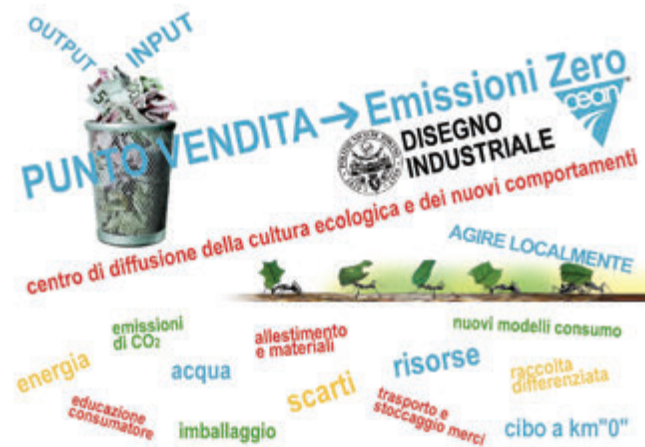 OUTPUT
INPUT
PUNTO VENDITA → Emissioni Zero
cean
DISEGNO
INDUSTRIALE
centro di diffusione della cultura ecologica e dei nuovi comportamenti
AGIRE LOCALMENTE
emissioni
di CO₂
allestimento
e materiali
nuovi modelli consumo
energia
acqua
risorse
scarti
raccolta
differenziata
educazione
consumatore
imballaggio
trasporto e
stoccaggio merci
cibo a km"0"